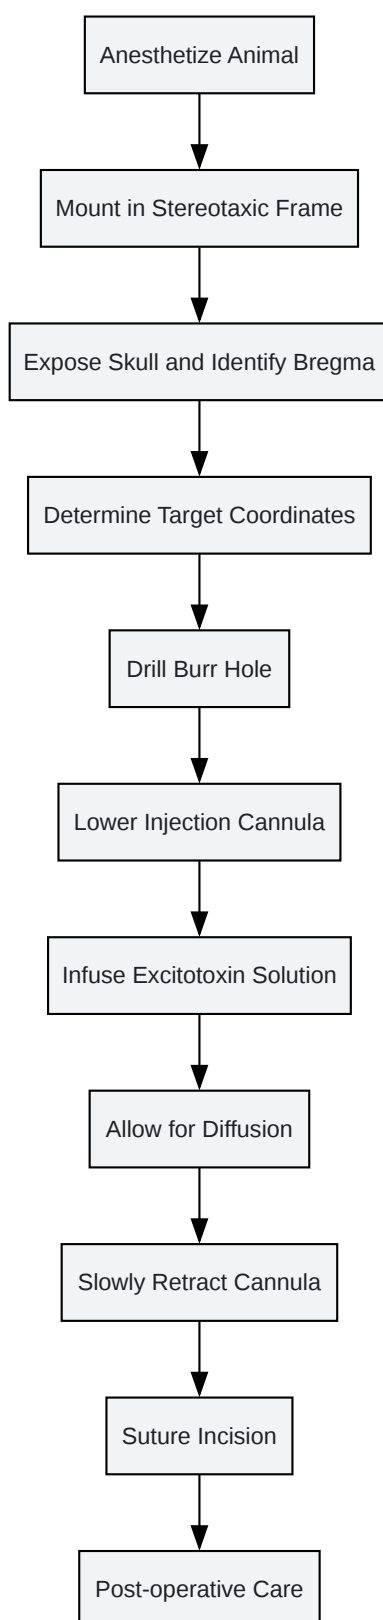 Anesthetize Animal
Mount in Stereotaxic Frame
Expose Skull and Identify Bregma
Determine Target Coordinates
Drill Burr Hole
Lower Injection Cannula
Infuse Excitotoxin Solution
Allow for Diffusion
Slowly Retract Cannula
Suture Incision
Post-operative Care